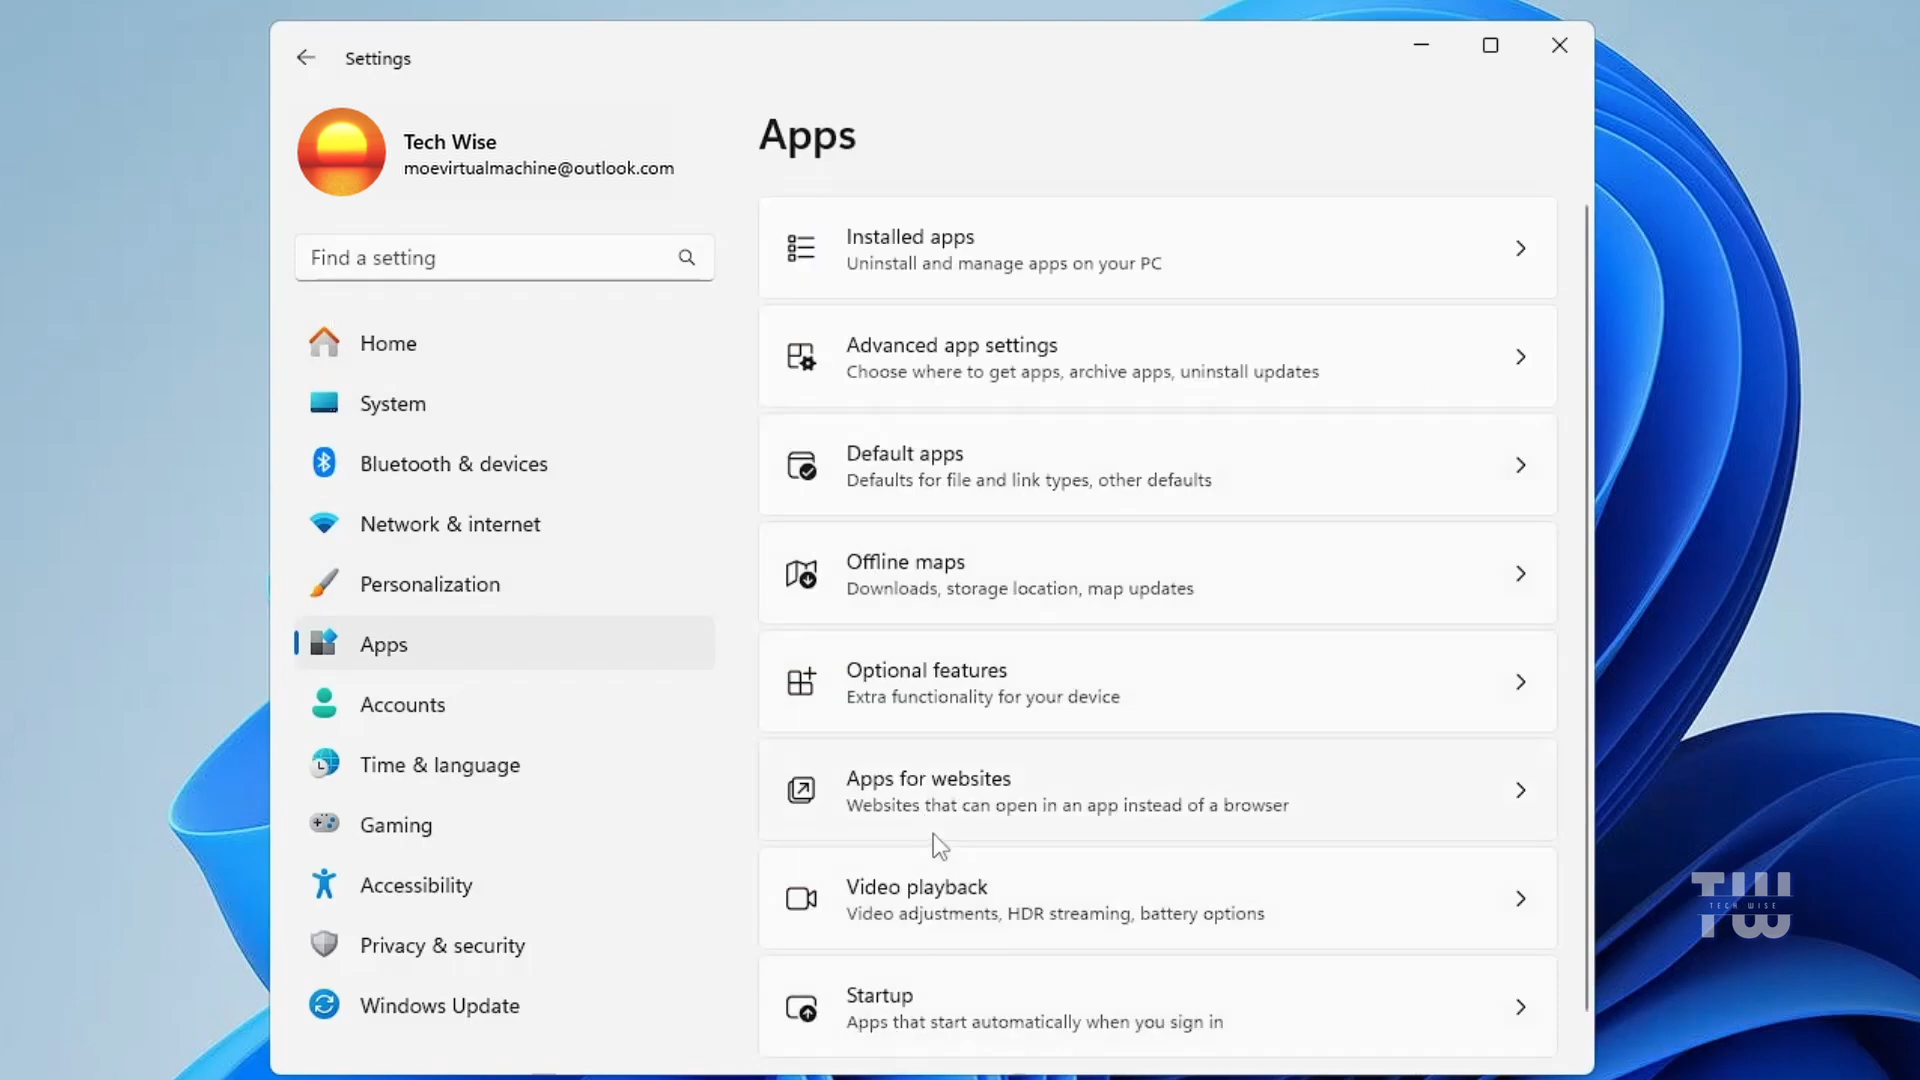 Settings
Tech Wise
moevirtualmachine@outlook.com
Find a setting
Home
System
Bluetooth & devices
Network & internet
Personalization
Apps
Accounts
Time & language
Gaming
Accessibility
Privacy & security
Windows Update
Apps
Installed apps
Uninstall and manage apps on your PC
Advanced app settings
Choose where to get apps, archive apps, uninstall updates
Default apps
Defaults for file and link types, other defaults
Offline maps
Downloads, storage location, map updates
Optional features
Extra functionality for your device
Apps for websites
Websites that can open in an app instead of a browser
Video playback
Video adjustments, HDR streaming, battery options
Startup
Apps that start automatically when you sign in
TW
TECH WISE